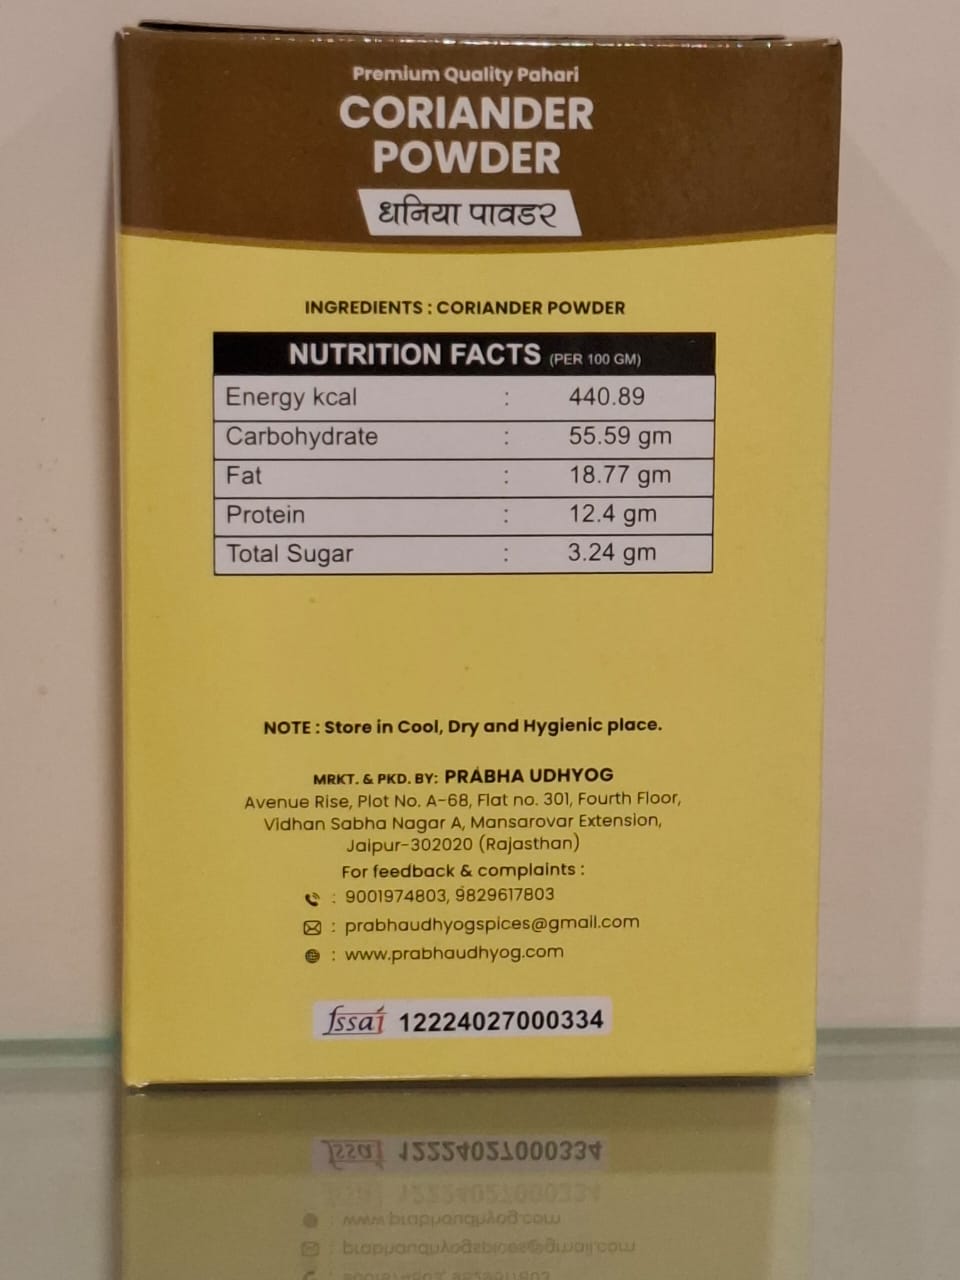 Premium Quality Pahari
CORIANDER
POWDER
धनिया पावडर
INGREDIENTS : CORIANDER POWDER
NUTRITION FACTS (PER 100 GM)
Energy kcal : 440.89
Carbohydrate : 55.59 gm
Fat : 18.77 gm
Protein : 12.4 gm
Total Sugar : 3.24 gm
NOTE : Store in Cool, Dry and Hygienic place.
MRKT. & PKD. BY: PRABHA UDHYOG
Avenue Rise, Plot No. A-68, Flat no. 301, Fourth Floor,
Vidhan Sabha Nagar A, Mansarovar Extension,
Jaipur-302020 (Rajasthan)
For feedback & complaints :
: 9001974803, 9829617803
: prabhaudhyogspices@gmail.com
: www.prabhaudhyog.com
fssai 12224027000334